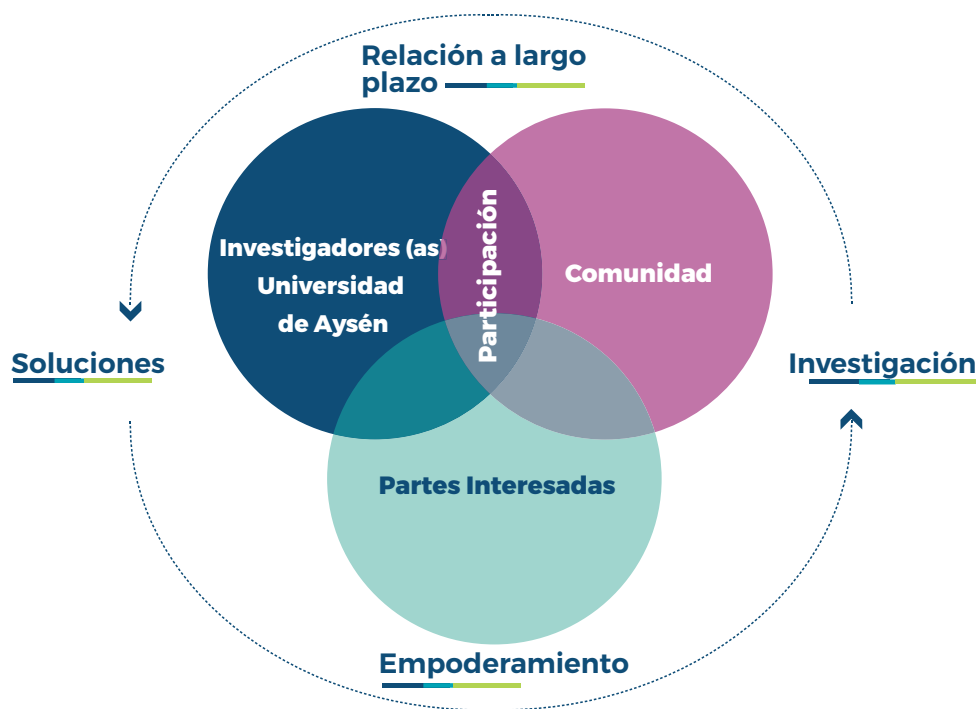 Relación a largo
plazo
Investigadores (as)
Universidad
de Aysén
Participación
Comunidad
Soluciones
Investigación
Partes Interesadas
Empoderamiento